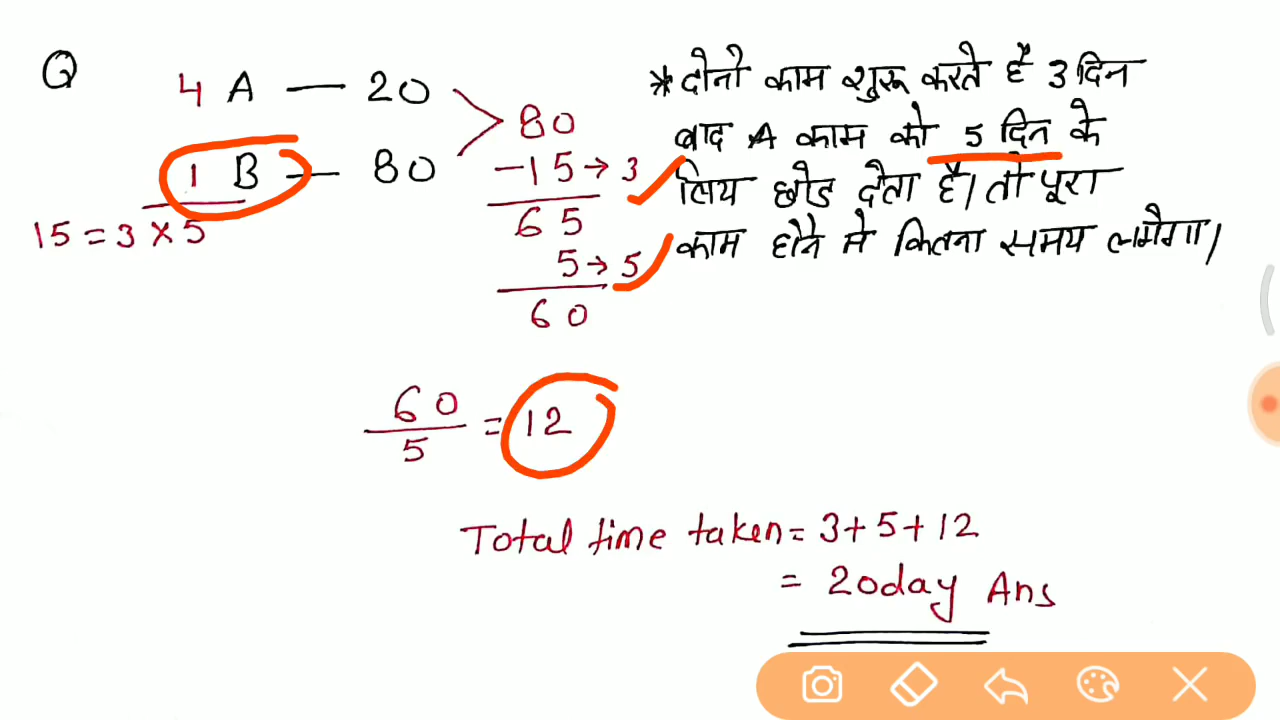 Q
4 A — 20
1 B — 80
15 = 3 × 5
80
-15 → 3
65
5 → 5
60
* दोनो काम शुरू करते है 3 दिन
बाद A काम को 5 दिन के
लिय छोड देता है। तो पूरा
काम होने मे कितना समय लगेगा।
60/5 = 12
Total time taken = 3+5+12
= 20day Ans